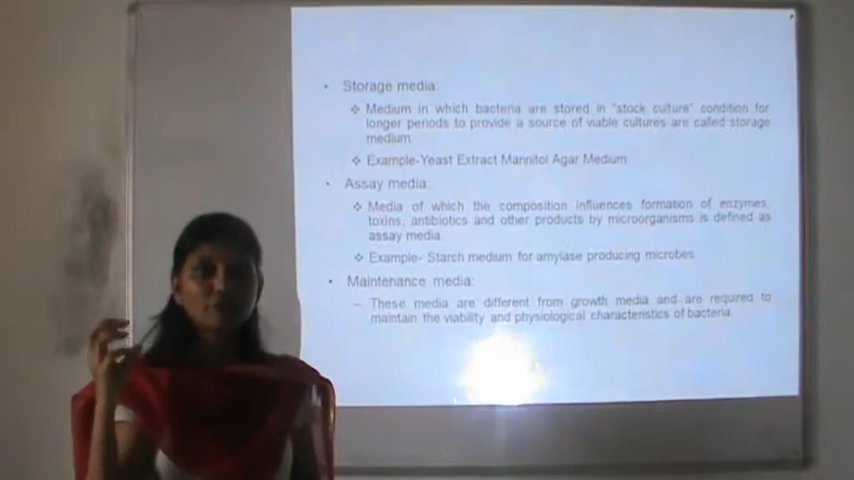 • Storage media:
❖ Medium in which bacteria are stored in "stock culture" condition for
longer periods to provide a source of viable cultures are called storage
medium.
❖ Example-Yeast Extract Mannitol Agar Medium
• Assay media:
❖ Media of which the composition influences formation of enzymes,
toxins, antibiotics and other products by microorganisms is defined as
assay media.
❖ Example- Starch medium for amylase producing microbes.
• Maintenance media:
– These media are different from growth media and are required to
maintain the viability and physiological characteristics of bacteria.